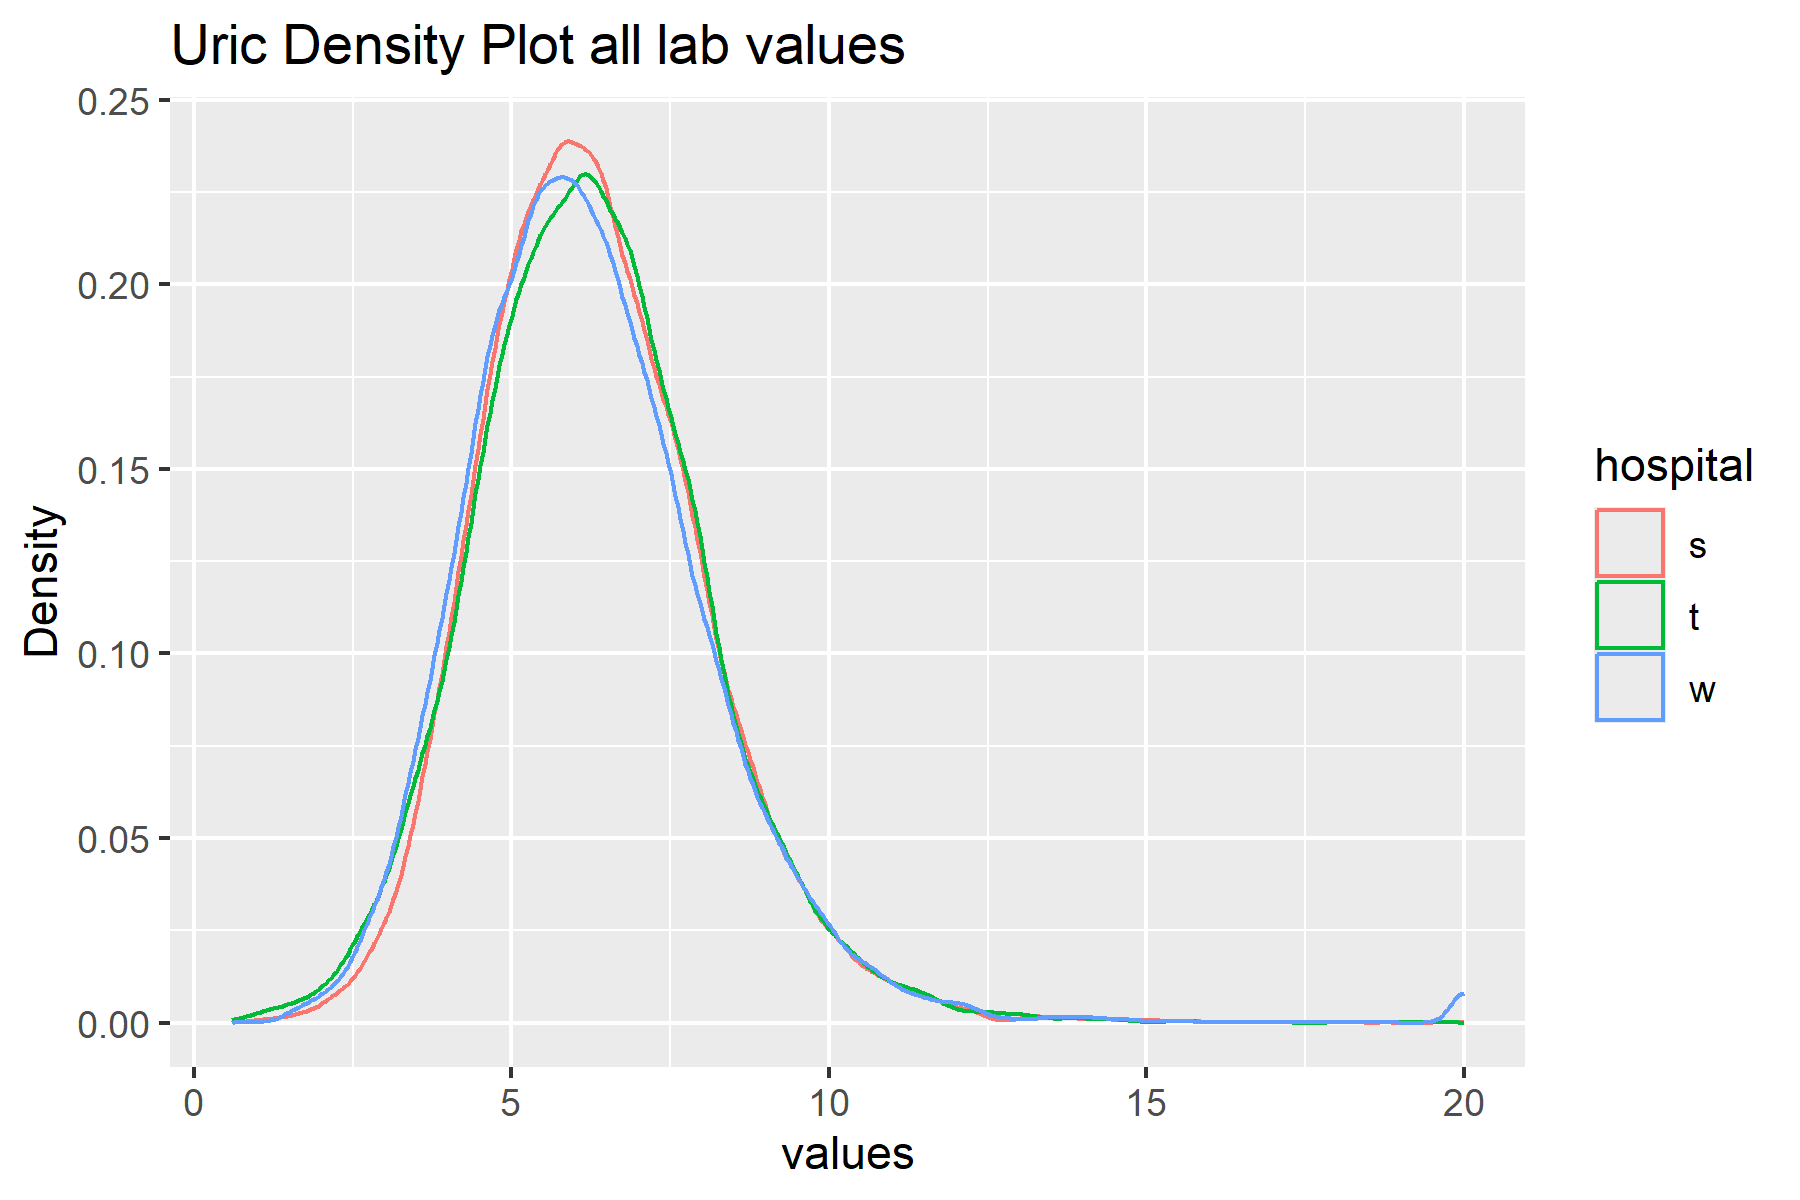 Uric Density Plot all lab values
0.25
0.20
0.15
0.10
0.05
0.00
Density
0 5 10 15 20
values
hospital
s
t
w